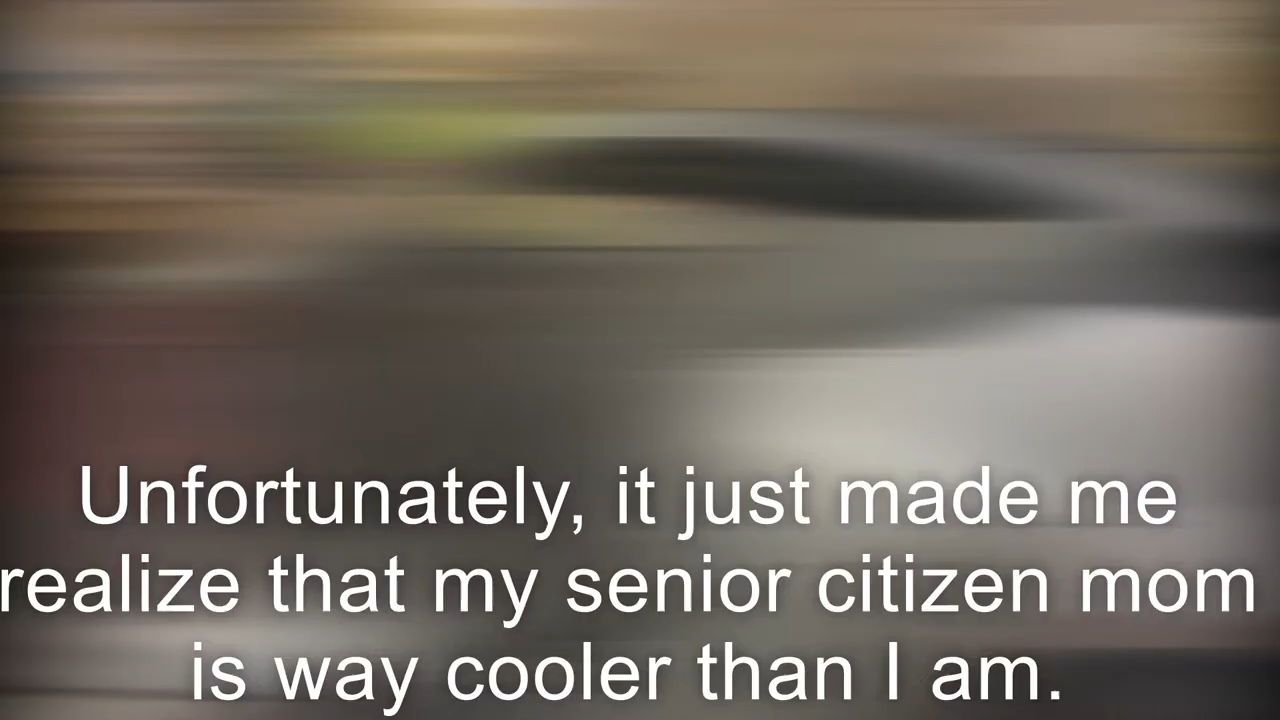 Unfortunately, it just made me
realize that my senior citizen mom
is way cooler than I am.